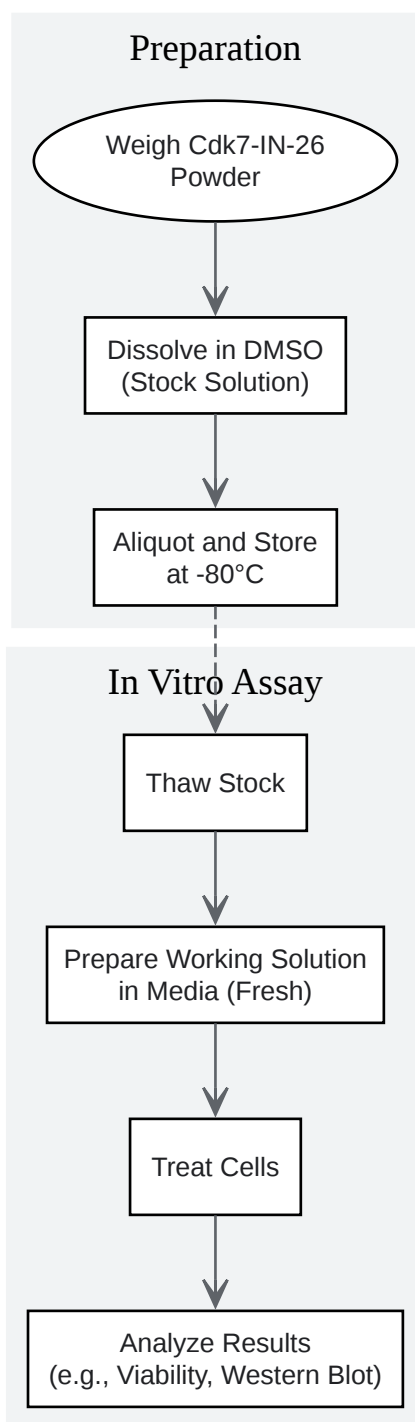 Preparation
Weigh Cdk7-IN-26
Powder
Dissolve in DMSO
(Stock Solution)
Aliquot and Store
at -80°C
In Vitro Assay
Thaw Stock
Prepare Working Solution
in Media (Fresh)
Treat Cells
Analyze Results
(e.g., Viability, Western Blot)